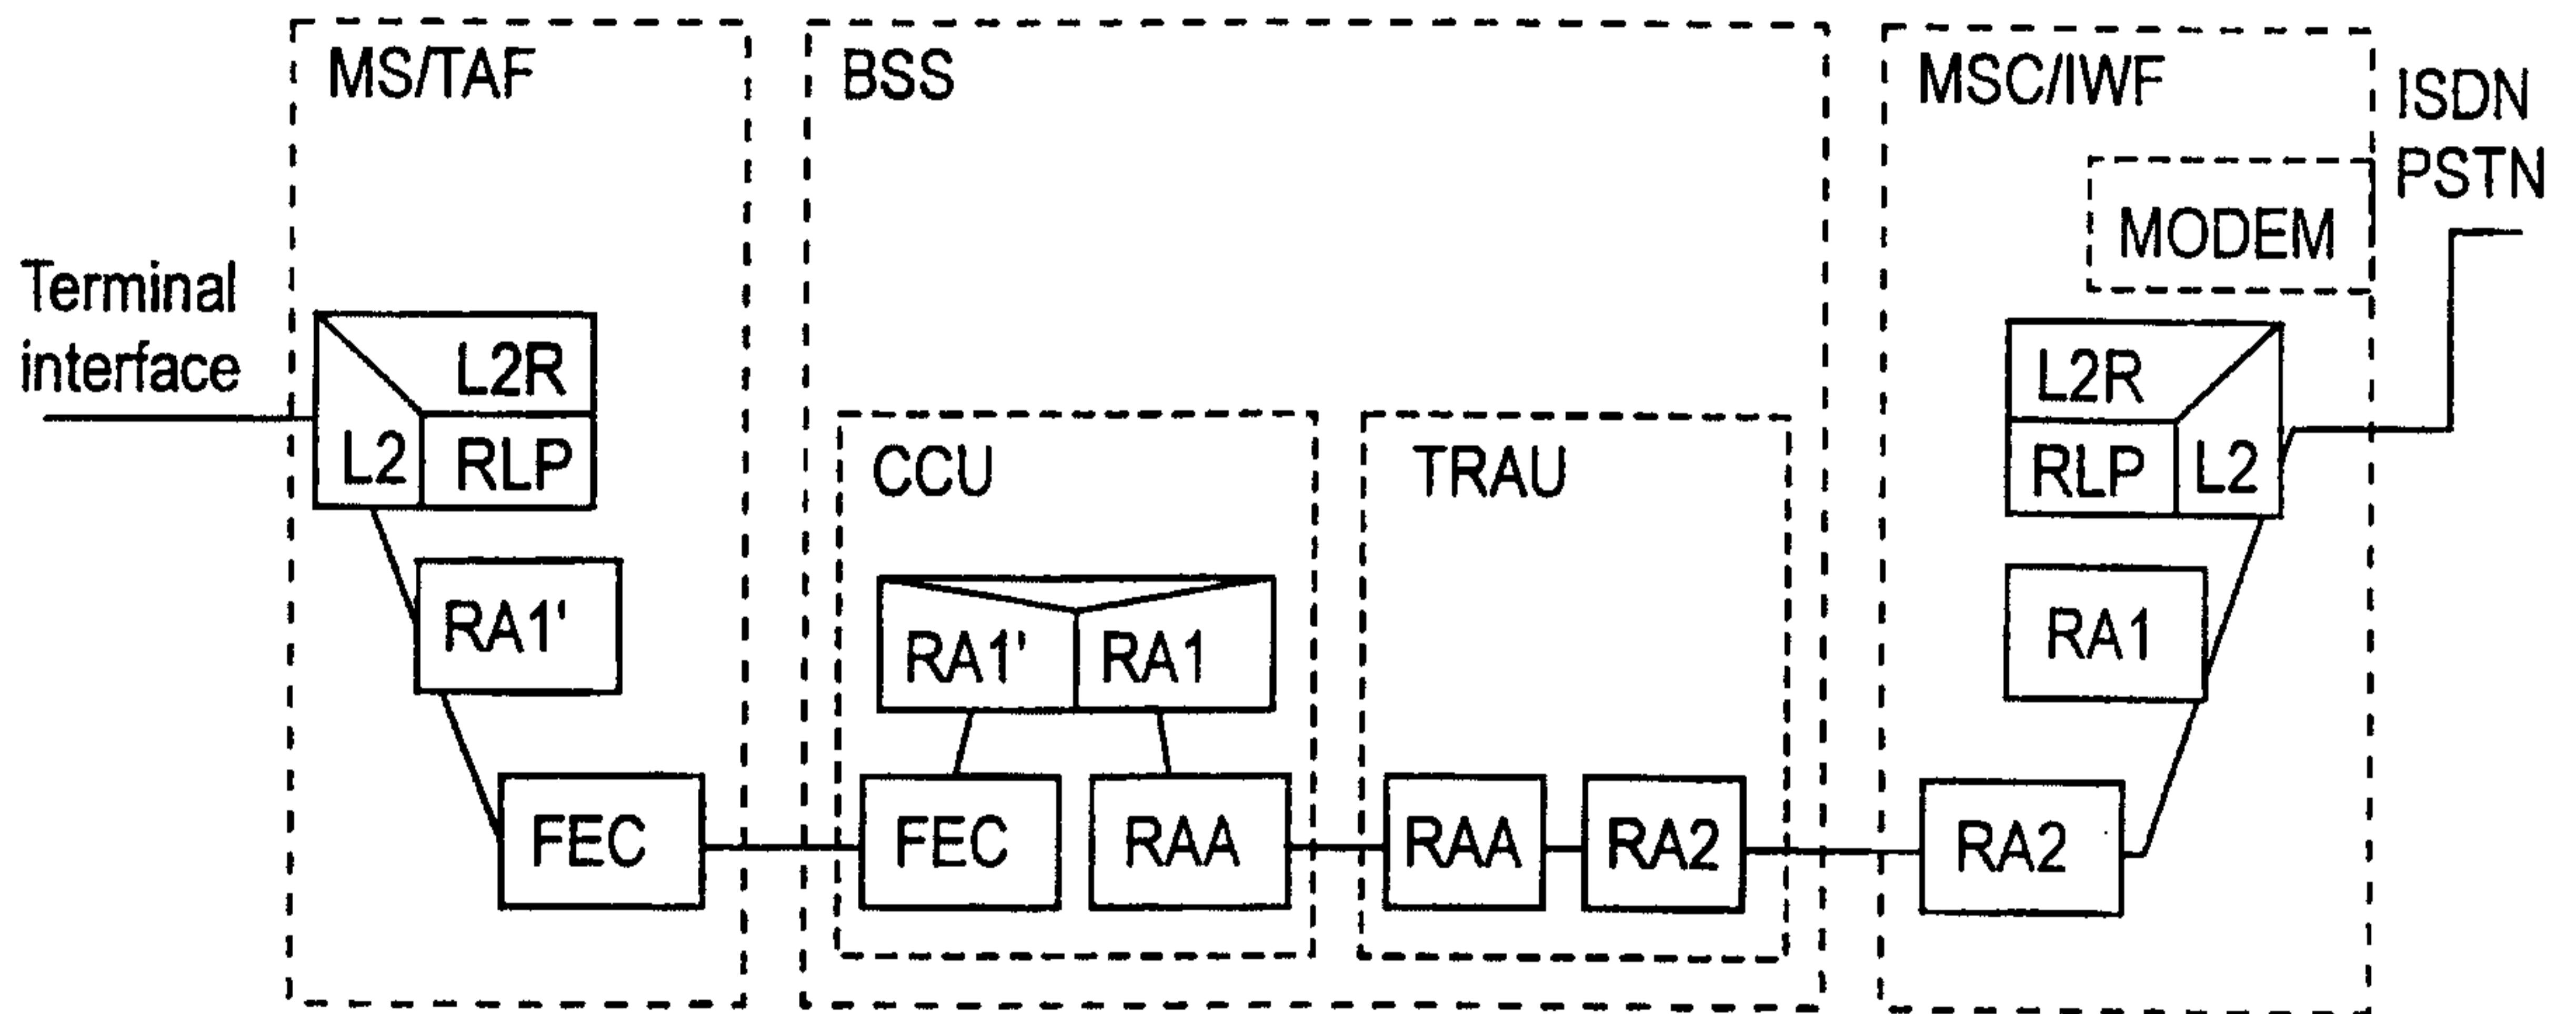 MS/TAF
BSS
MSC/IWF
ISDN
PSTN
MODEM
Terminal
interface
L2R
L2
RLP
RA1'
FEC
CCU
RA1'
RA1
FEC
RAA
TRAU
RAA
RA2
L2R
RLP
L2
RA1
RA2